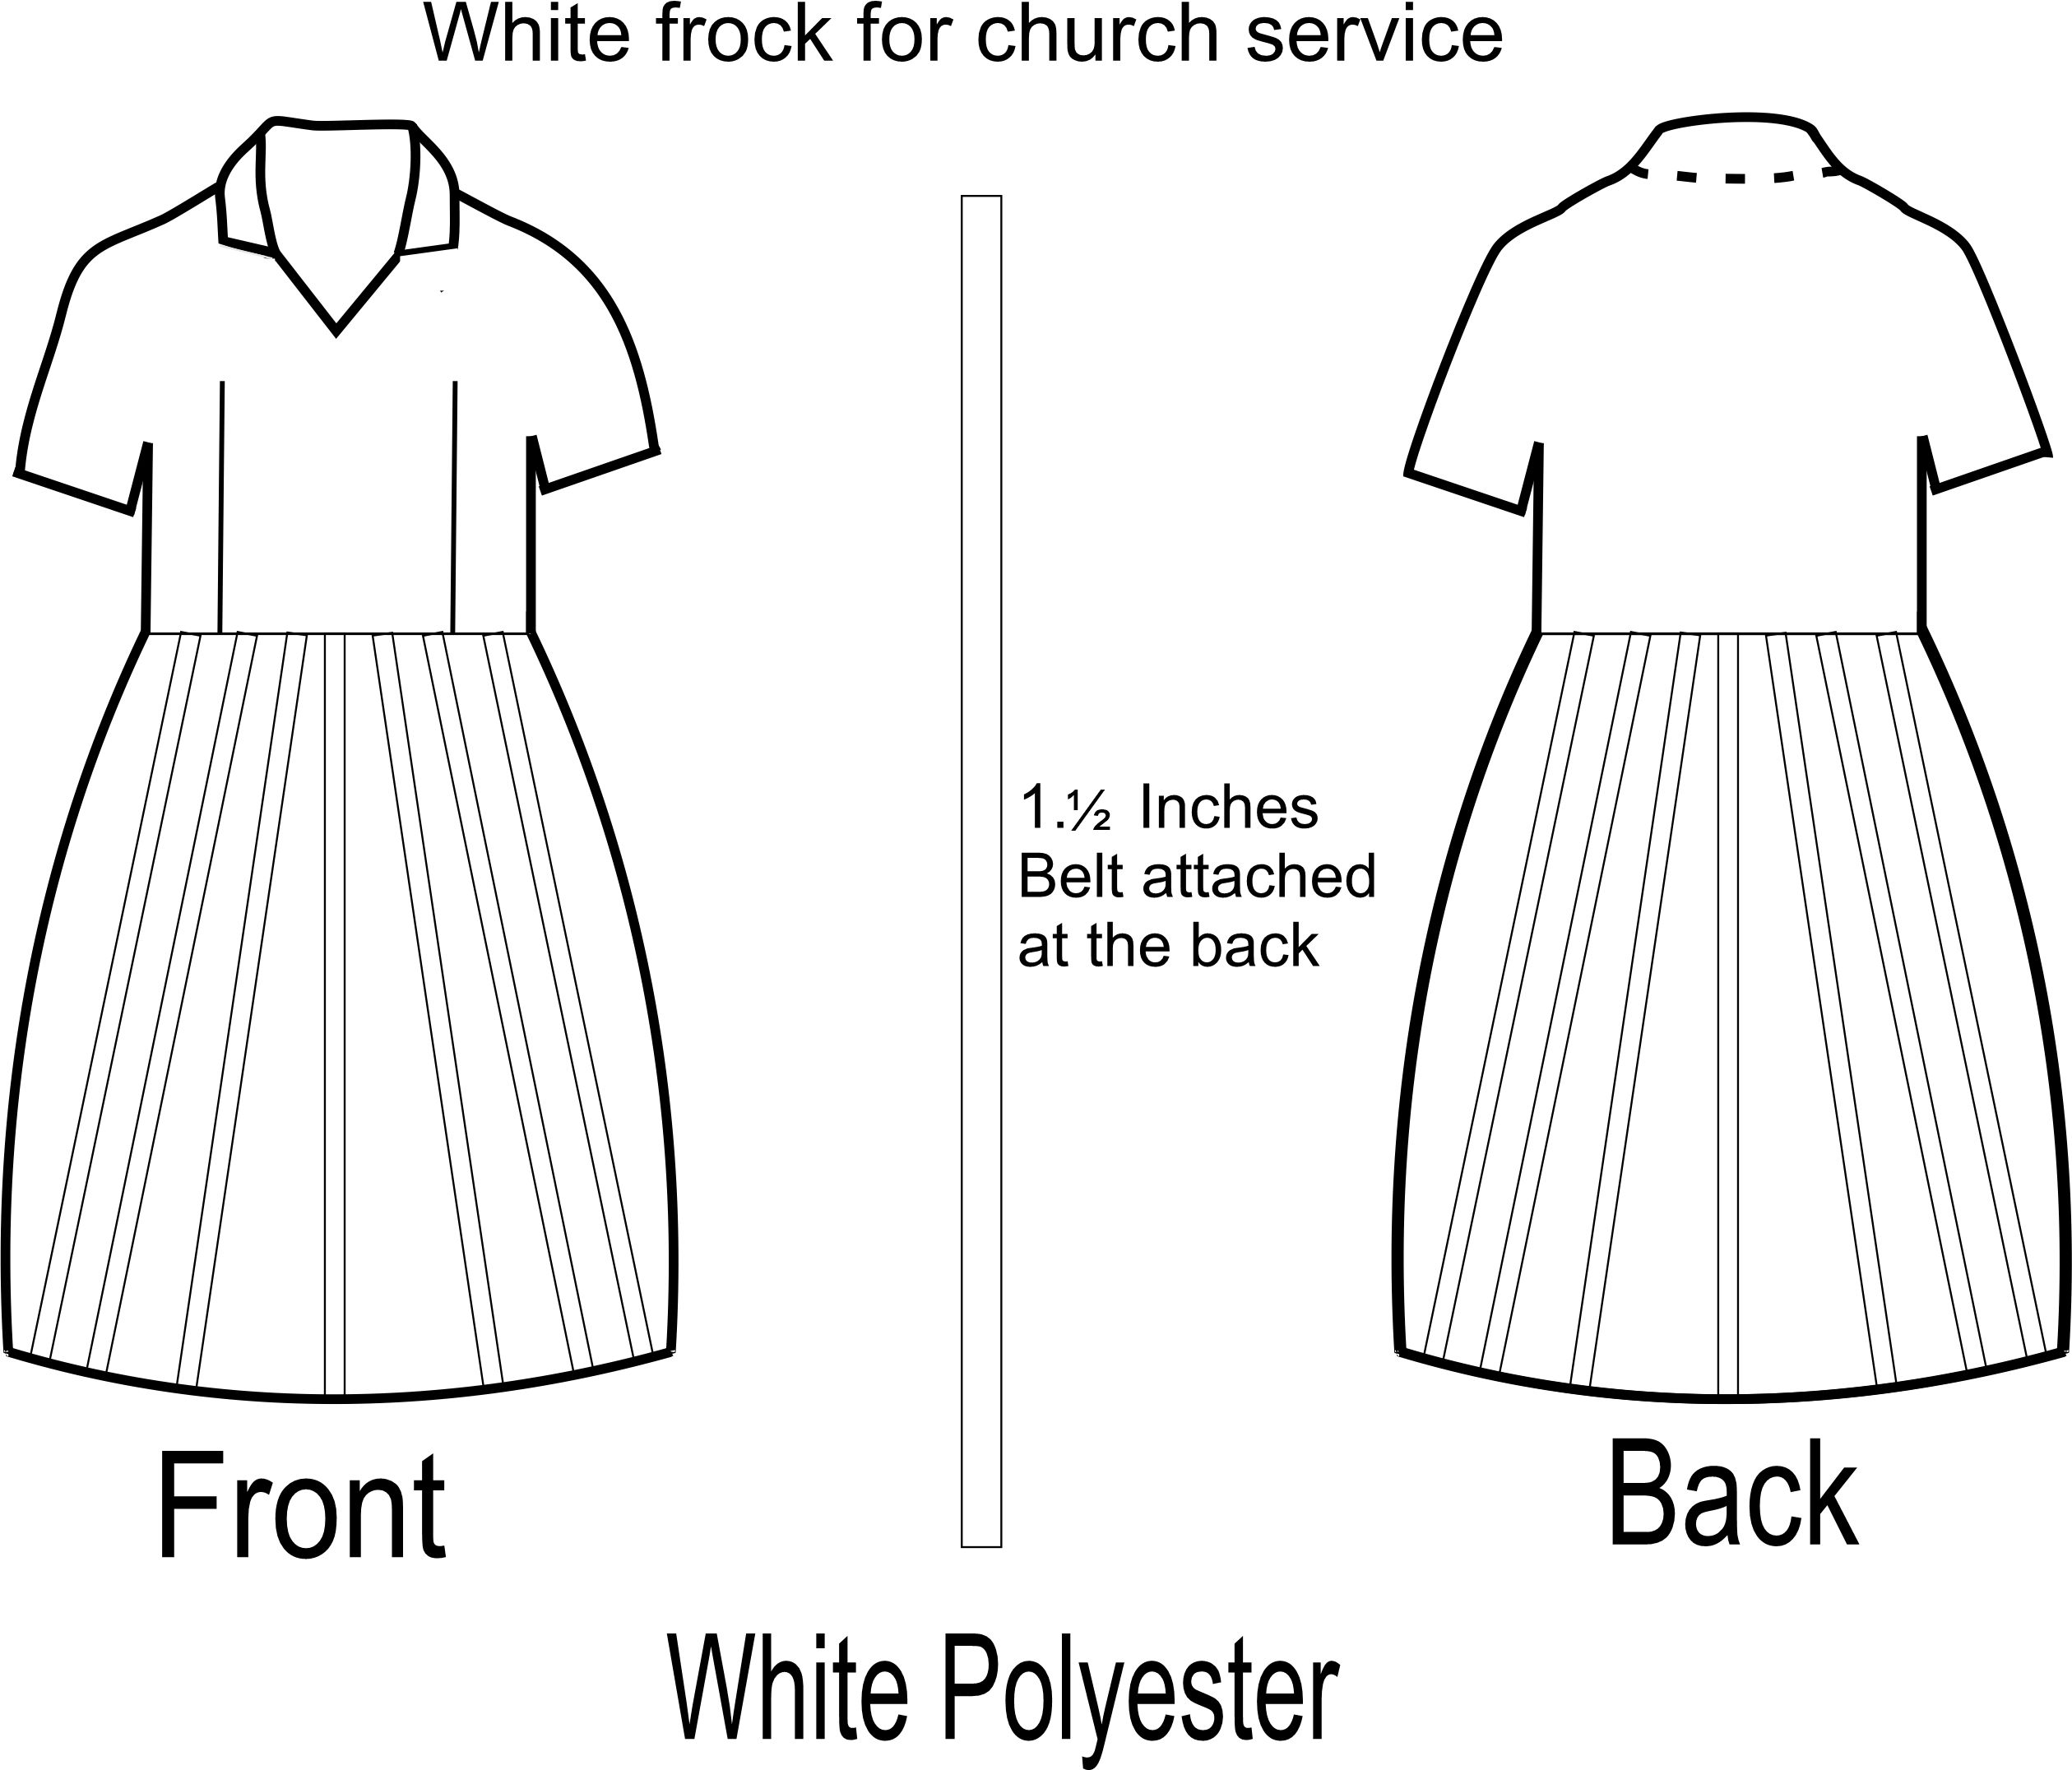 White frock for church service
1.½ Inches
Belt attached
at the back
Front
Back
White Polyester